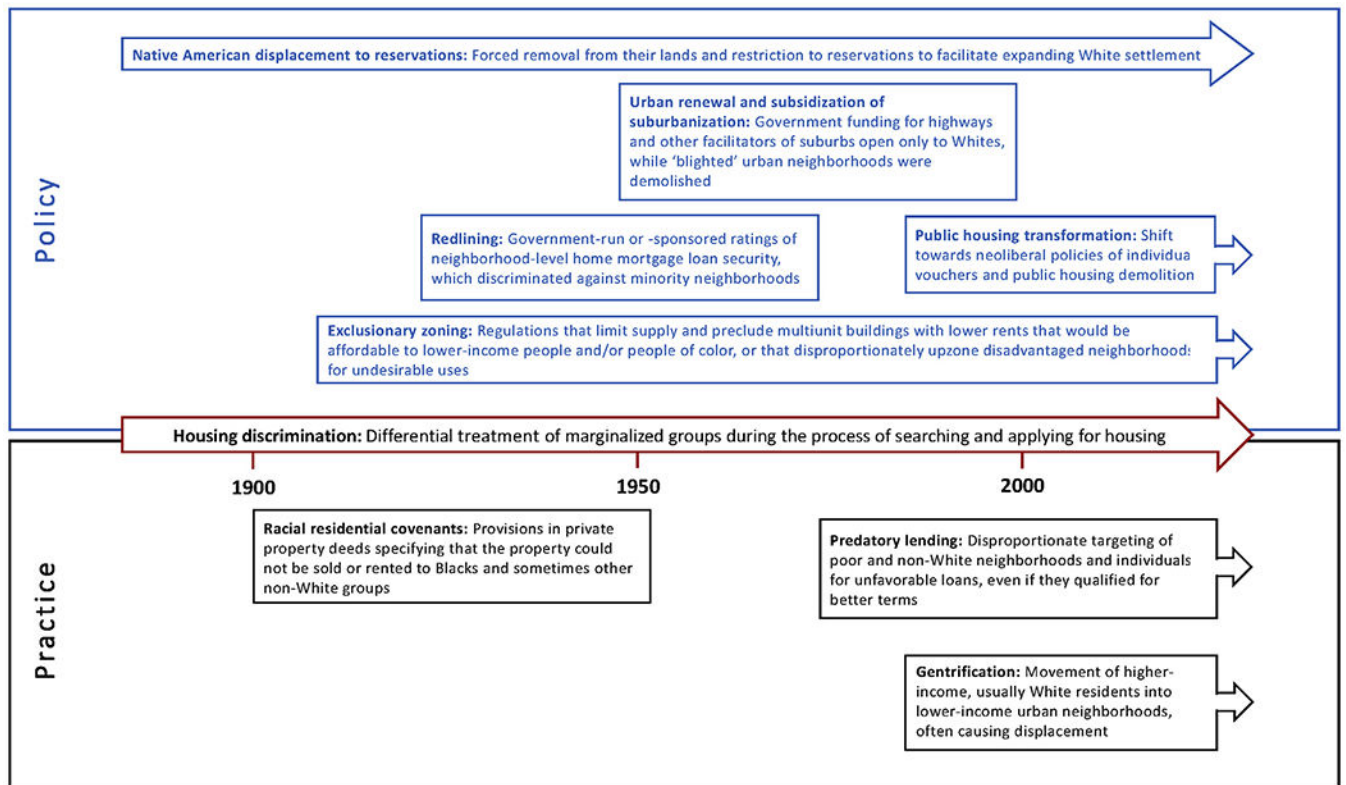 Policy
Native American displacement to reservations: Forced removal from their lands and restriction to reservations to facilitate expanding White settlement
Urban renewal and subsidization of
suburbanization: Government funding for highways
and other facilitators of suburbs open only to Whites,
while ‘blighted’ urban neighborhoods were
demolished
Redlining: Government-run or -sponsored ratings of
neighborhood-level home mortgage loan security,
which discriminated against minority neighborhoods
Public housing transformation: Shift
towards neoliberal policies of individua
vouchers and public housing demolition
Exclusionary zoning: Regulations that limit supply and preclude multiunit buildings with lower rents that would be
affordable to lower-income people and/or people of color, or that disproportionately upzone disadvantaged neighborhoods
for undesirable uses
Housing discrimination: Differential treatment of marginalized groups during the process of searching and applying for housing
1900
1950
2000
Practice
Racial residential covenants: Provisions in private
property deeds specifying that the property could
not be sold or rented to Blacks and sometimes other
non-White groups
Predatory lending: Disproportionate targeting of
poor and non-White neighborhoods and individuals
for unfavorable loans, even if they qualified for
better terms
Gentrification: Movement of higher-
income, usually White residents into
lower-income urban neighborhoods,
often causing displacement